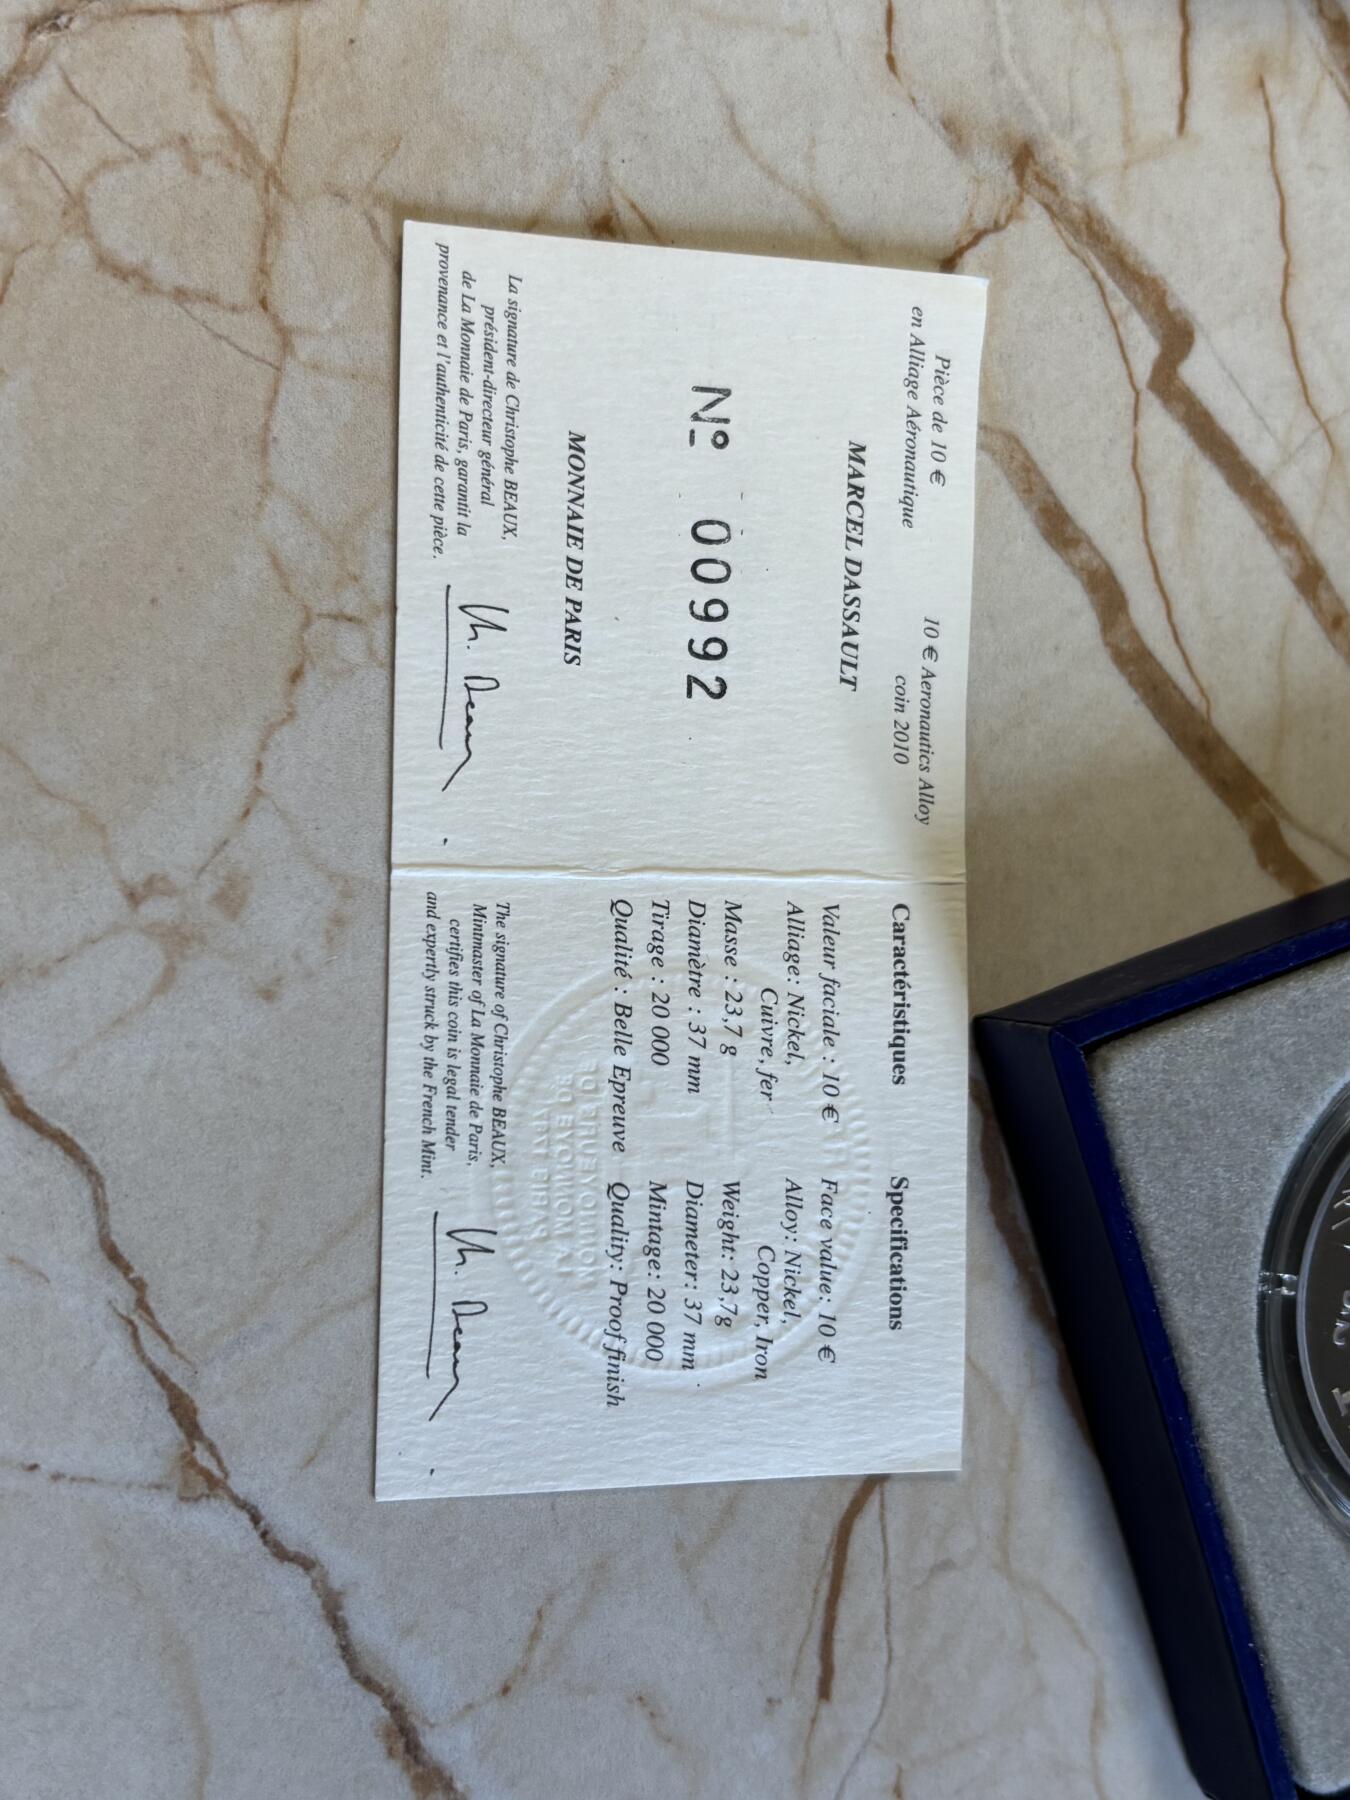 Pièce de 10 €
en Alliage Aéronautique
10 € Aeronautics Alloy
coin 2010
MARCEL DASSAULT
Nº 00992
MONNAIE DE PARIS
La signature de Christophe BEAUX,
président-directeur général
de La Monnaie de Paris, garantit la
provenance et l'authenticité de cette pièce.
Caractéristiques
Valeur faciale : 10 €
Alliage: Nickel,
Cuivre, fer
Masse : 23,7 g
Diamètre : 37 mm
Tirage : 20 000
Qualité : Belle Epreuve
Specifications
Face value: 10 €
Alloy: Nickel,
Copper, Iron
Weight: 23,7g
Diameter: 37 mm
Mintage: 20 000
Quality: Proof finish
The signature of Christophe BEAUX,
Mintmaster of La Monnaie de Paris,
certifies this coin is legal tender
and expertly struck by the French Mint.